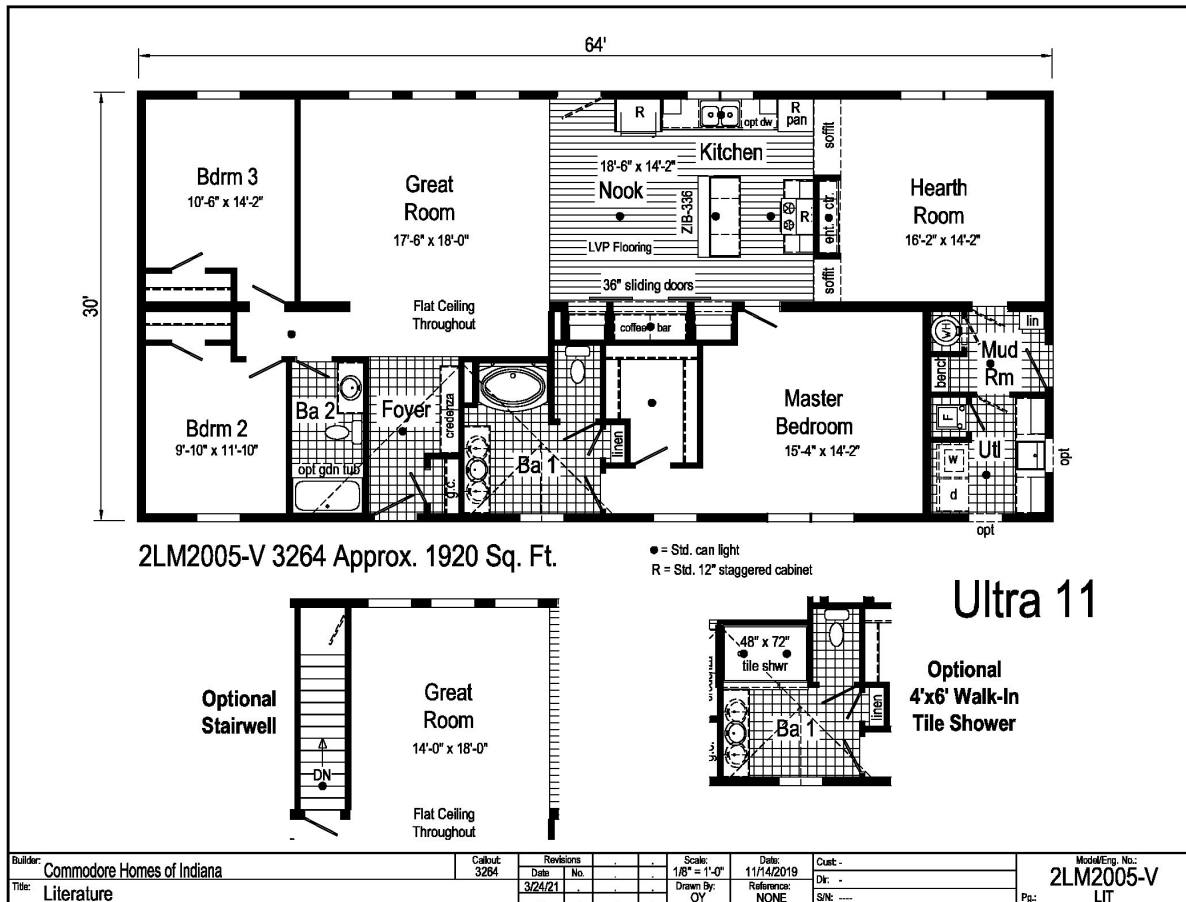 64'
30'
Bdrm 3
10'-6" x 14'-2"
Great
Room
17'-6" x 18'-0"
Flat Ceiling
Throughout
R
opt dw
R
pan
Kitchen
18'-6" x 14'-2"
Nook
ZIB-336
R
LVP Flooring
36" sliding doors
soffit
ent. ctr.
soffit
Hearth
Room
16'-2" x 14'-2"
coffee bar
WH
lin
Mud
Rm
bench
Bdrm 2
9'-10" x 11'-10"
Ba 2
opt gdn tub
Foyer
credenza
g.c.
Ba 1
linen
Master
Bedroom
15'-4" x 14'-2"
F
W
d
Utl
opt
opt
2LM2005-V 3264 Approx. 1920 Sq. Ft.
● = Std. can light
R = Std. 12" staggered cabinet
Ultra 11
Optional
Stairwell
DN
Great
Room
14'-0" x 18'-0"
Flat Ceiling
Throughout
48" x 72"
tile shwr
Ba 1
linen
g.c.
Optional
4'x6' Walk-In
Tile Shower
Builder: Commodore Homes of Indiana
Title: Literature
Callout:
3264
Revisions
Date No.
3/24/21
Scale:
1/8" = 1'-0"
Drawn By:
OY
Date:
11/14/2019
Reference:
NONE
Cust: -
Dir: -
S/N: ----
Model/Eng. No.:
2LM2005-V
Pg.: LIT